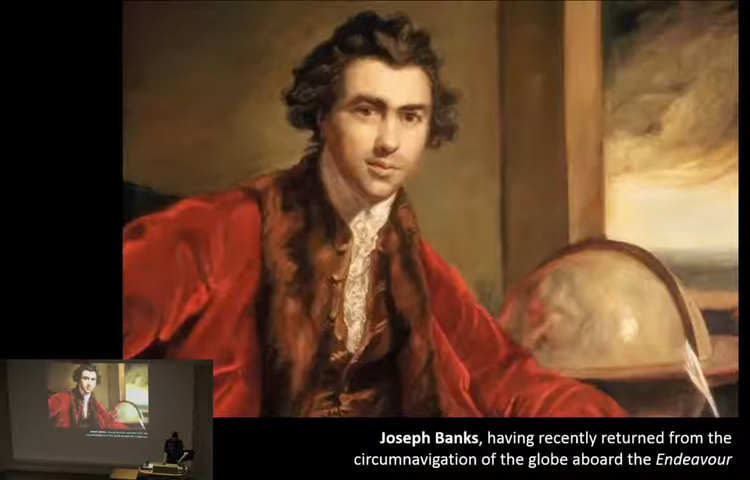 Joseph Banks, having recently returned from the
circumnavigation of the globe aboard the Endeavour